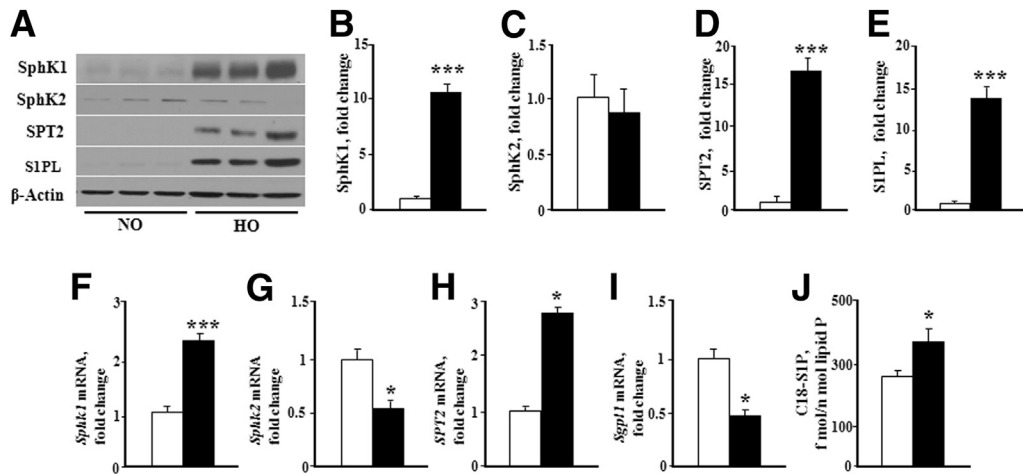 A
SphK1
SphK2
SPT2
S1PL
β-Actin
NO HO
B
SphK1, fold change
15
10
5
0
***
C
SphK2, fold change
1.5
1.0
0.5
0
D
SPT2, fold change
20
15
10
5
0
***
E
S1PL, fold change
20
15
10
5
0
***
F
Sphk1 mRNA,
fold change
3
2
1
0
***
G
Sphk2 mRNA
fold change
1.5
1
0.5
0
*
H
SPT2 mRNA,
fold change
3
2
1
0
*
I
Sgpl1 mRNA,
fold change
1.5
1
0.5
0
*
J
C18-S1P,
f mol/n mol lipid P
500
300
100
0
*